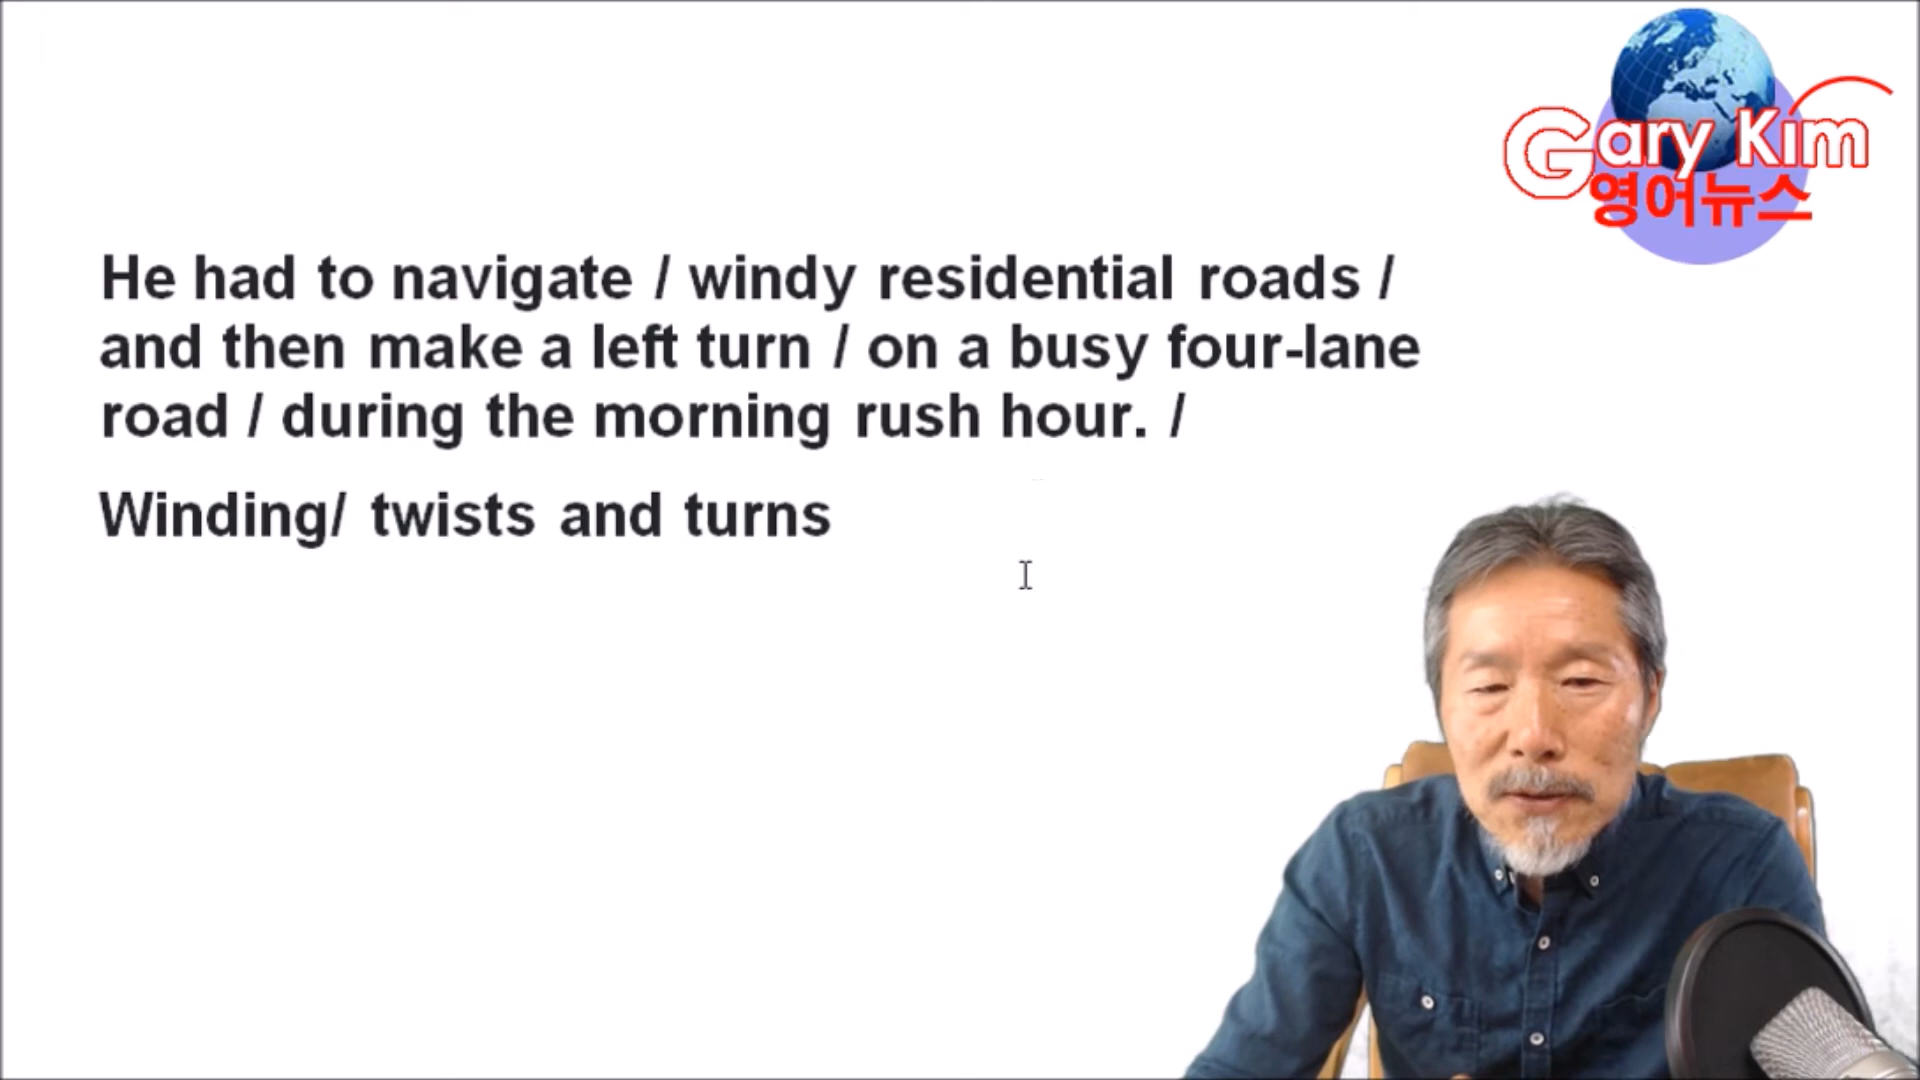 Gary Kim
영어뉴스
He had to navigate / windy residential roads /
and then make a left turn / on a busy four-lane
road / during the morning rush hour. /
Winding/ twists and turns